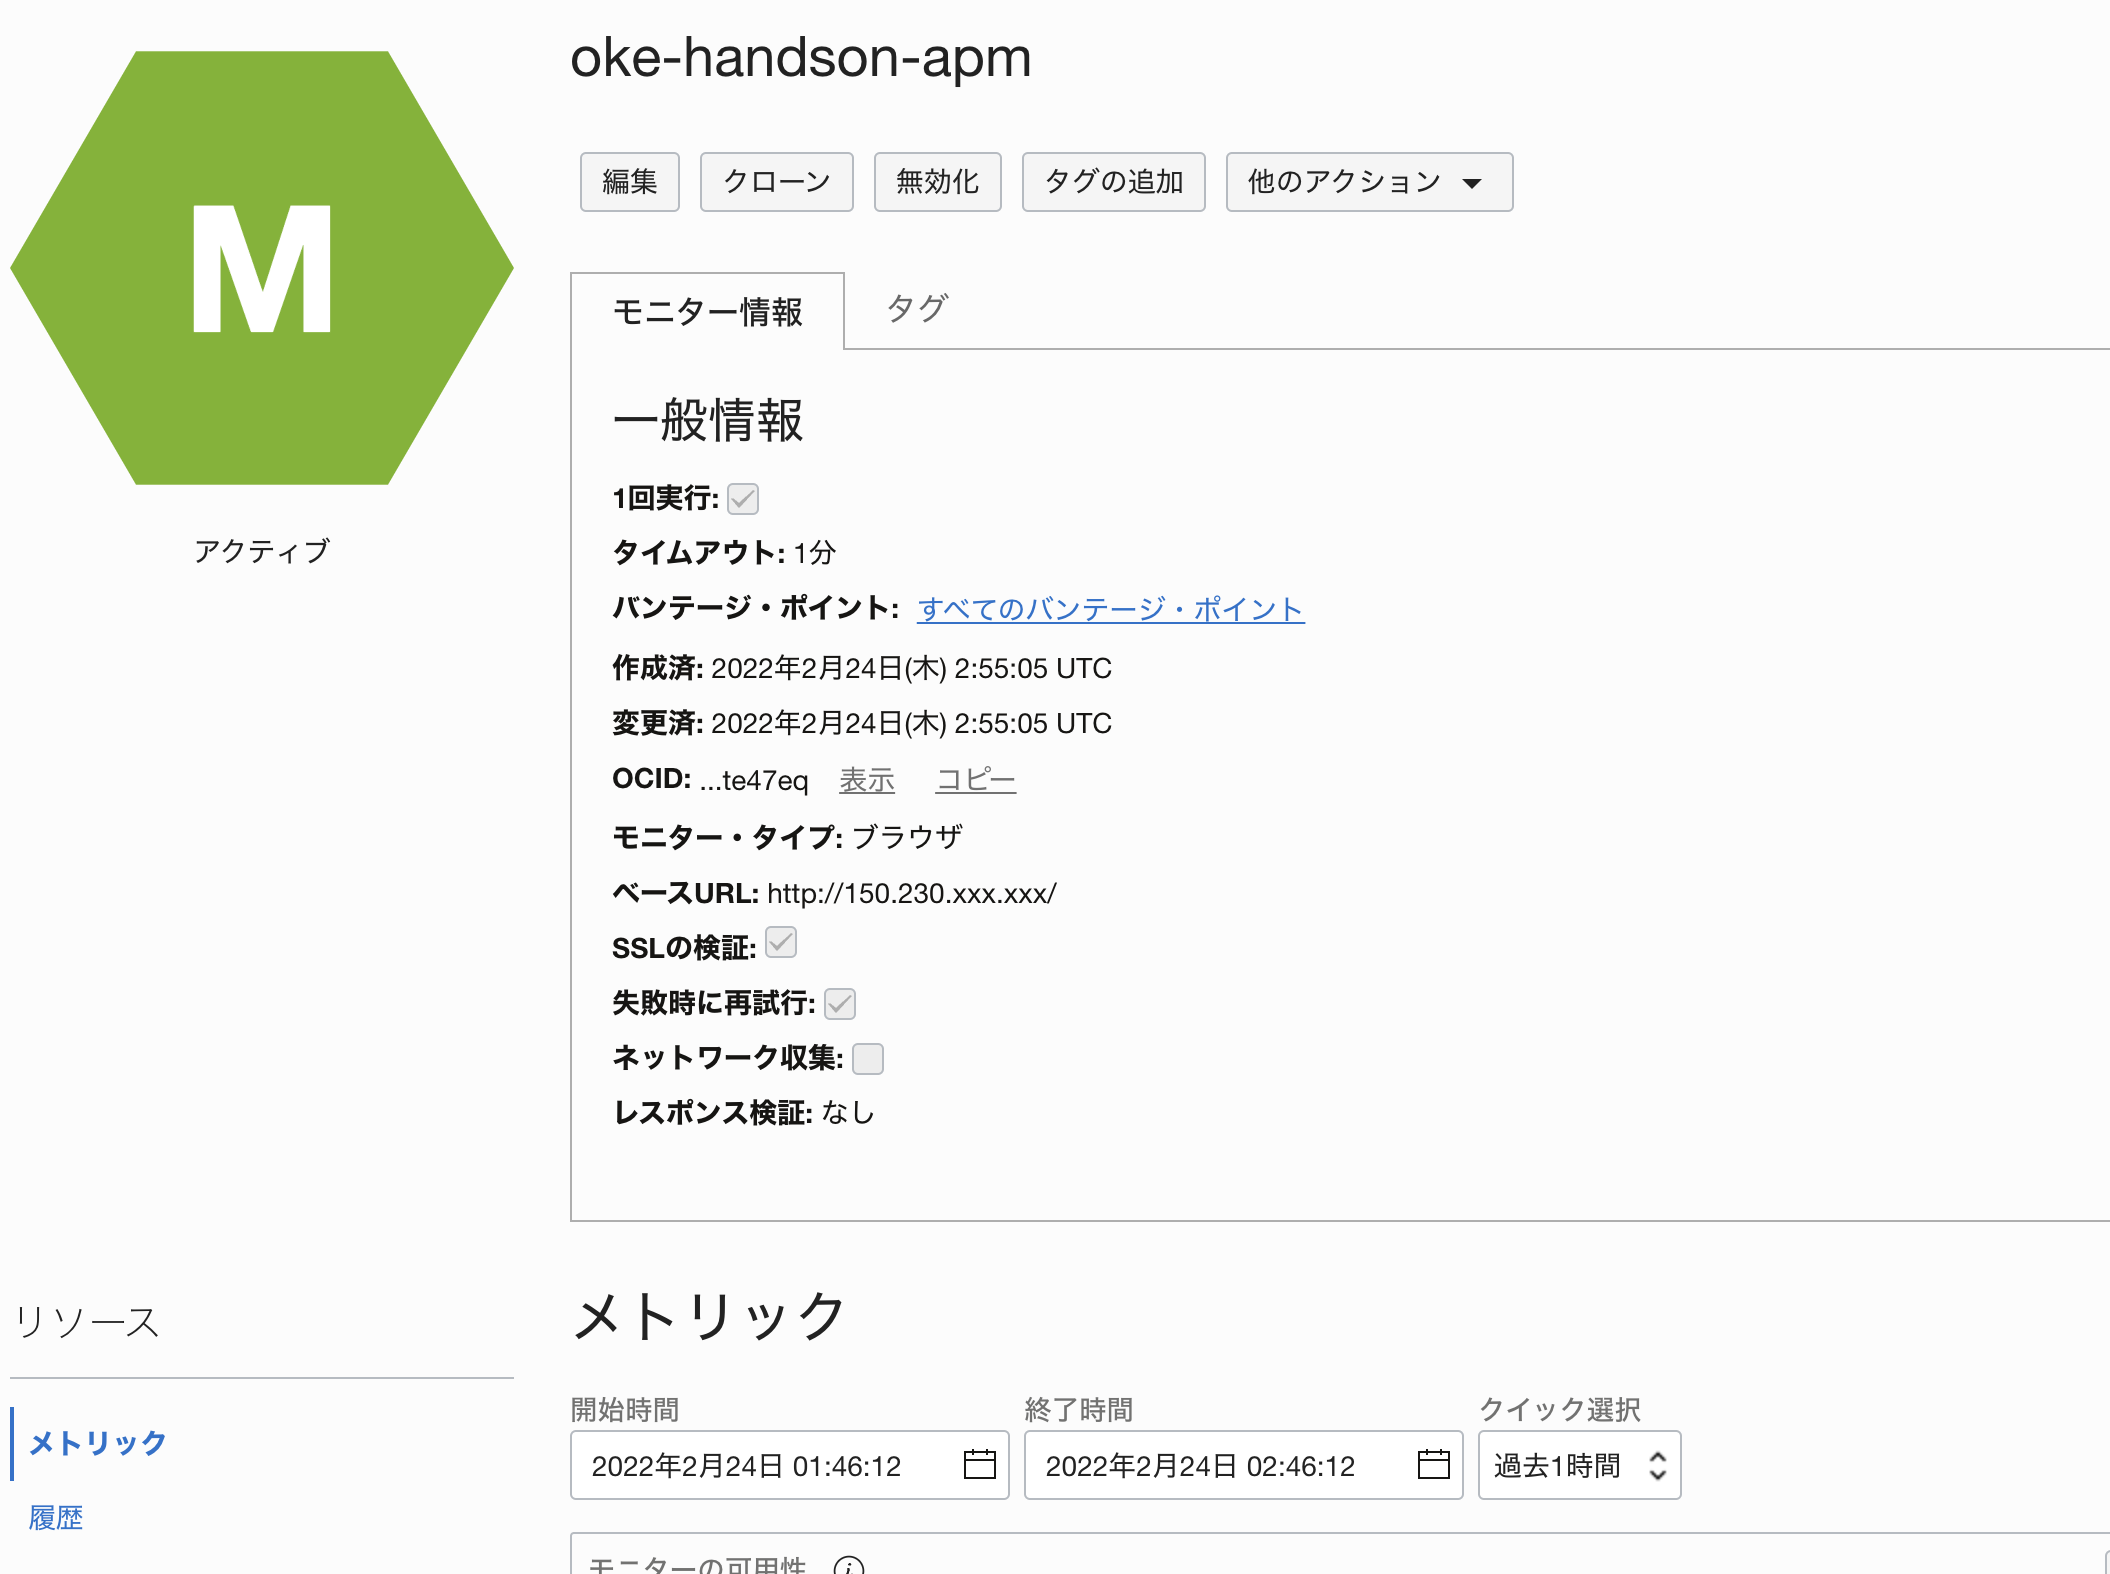 oke-handson-apm
編集 クローン 無効化 タグの追加 他のアクション
M
アクティブ
モニター情報 タグ
一般情報
1回実行:
タイムアウト: 1分
バンテージ・ポイント: すべてのバンテージ・ポイント
作成済: 2022年2月24日(木) 2:55:05 UTC
変更済: 2022年2月24日(木) 2:55:05 UTC
OCID: ...te47eq 表示 コピー
モニター・タイプ: ブラウザ
ベースURL: http://150.230.xxx.xxx/
SSLの検証:
失敗時に再試行:
ネットワーク収集:
レスポンス検証: なし
リソース
メトリック
履歴
メトリック
開始時間 終了時間 クイック選択
2022年2月24日 01:46:12 2022年2月24日 02:46:12 過去1時間
モニターの可用性